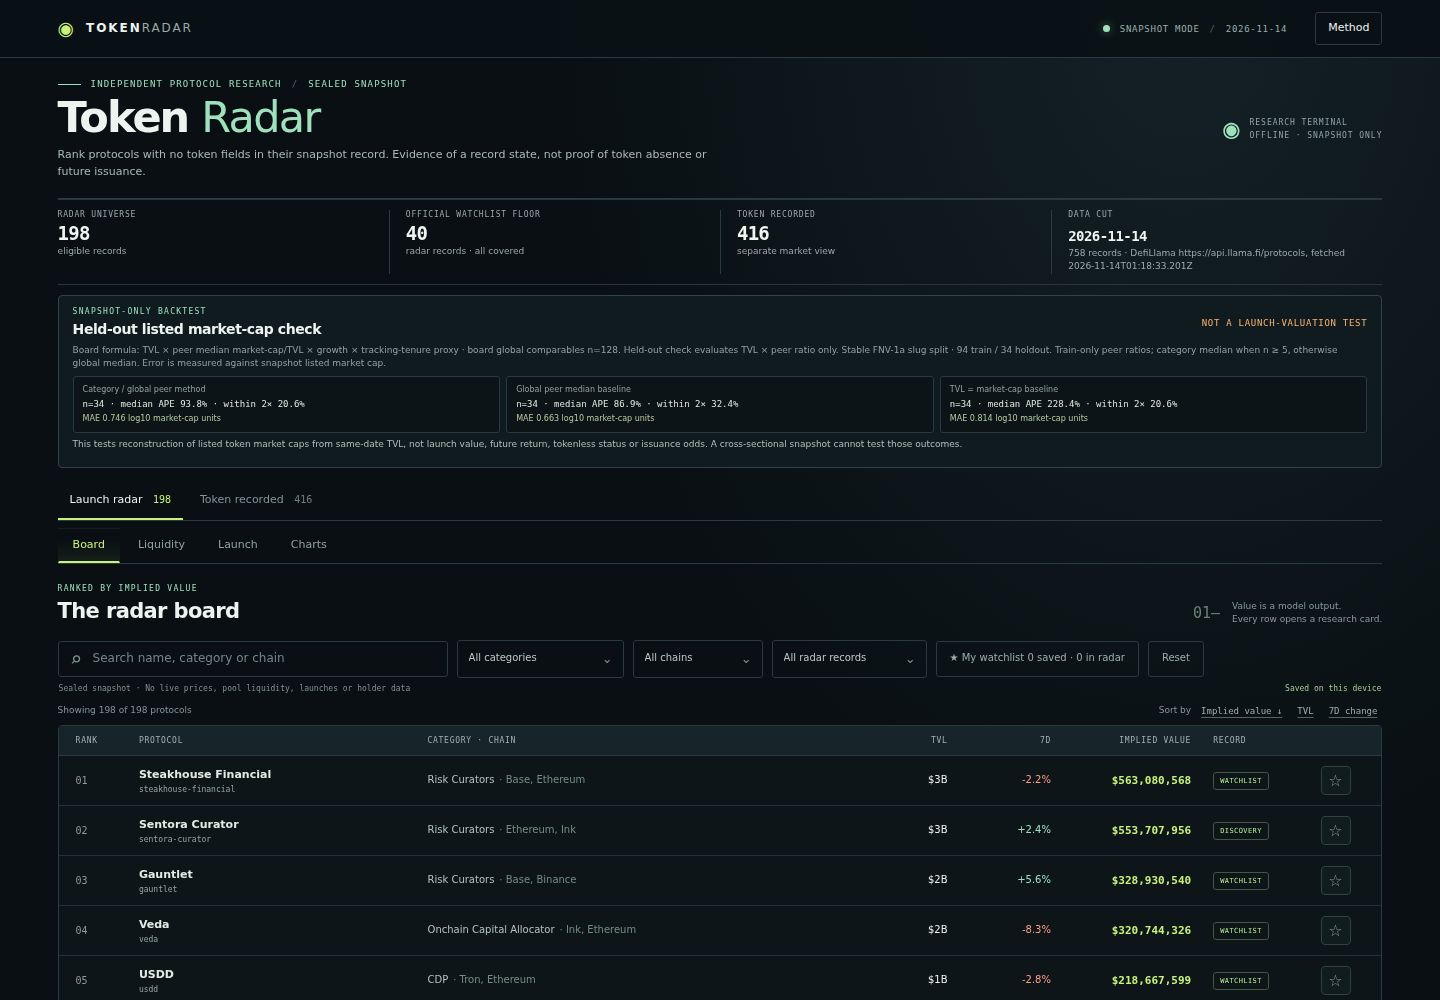 TOKENRADAR
SNAPSHOT MODE / 2026-11-14
Method
INDEPENDENT PROTOCOL RESEARCH / SEALED SNAPSHOT
Token Radar
Rank protocols with no token fields in their snapshot record. Evidence of a record state, not proof of token absence or
future issuance.
RESEARCH TERMINAL
OFFLINE · SNAPSHOT ONLY
RADAR UNIVERSE
198
eligible records
OFFICIAL WATCHLIST FLOOR
40
radar records · all covered
TOKEN RECORDED
416
separate market view
DATA CUT
2026-11-14
758 records · DefiLlama https://api.llama.fi/protocols, fetched
2026-11-14T01:18:33.201Z
SNAPSHOT-ONLY BACKTEST
Held-out listed market-cap check
NOT A LAUNCH-VALUATION TEST
Board formula: TVL × peer median market-cap/TVL × growth × tracking-tenure proxy · board global comparables n=128. Held-out check evaluates TVL × peer ratio only. Stable FNV-1a slug split · 94 train / 34 holdout. Train-only peer ratios; category median when n ≥ 5, otherwise
global median. Error is measured against snapshot listed market cap.
Category / global peer method
n=34 · median APE 93.8% · within 2× 20.6%
MAE 0.746 log10 market-cap units
Global peer median baseline
n=34 · median APE 86.9% · within 2× 32.4%
MAE 0.663 log10 market-cap units
TVL = market-cap baseline
n=34 · median APE 228.4% · within 2× 20.6%
MAE 0.814 log10 market-cap units
This tests reconstruction of listed token market caps from same-date TVL, not launch value, future return, tokenless status or issuance odds. A cross-sectional snapshot cannot test those outcomes.
Launch radar 198 Token recorded 416
Board Liquidity Launch Charts
RANKED BY IMPLIED VALUE
The radar board
01—
Value is a model output.
Every row opens a research card.
Search name, category or chain
All categories
All chains
All radar records
★ My watchlist 0 saved · 0 in radar
Reset
Sealed snapshot · No live prices, pool liquidity, launches or holder data
Saved on this device
Showing 198 of 198 protocols
Sort by Implied value ↓ TVL 7D change
RANK PROTOCOL CATEGORY · CHAIN TVL 7D IMPLIED VALUE RECORD
01 Steakhouse Financial Risk Curators · Base, Ethereum $3B -2.2% $563,080,568 WATCHLIST ☆
steakhouse-financial
02 Sentora Curator Risk Curators · Ethereum, Ink $3B +2.4% $553,707,956 DISCOVERY ☆
sentora-curator
03 Gauntlet Risk Curators · Base, Binance $2B +5.6% $328,930,540 WATCHLIST ☆
gauntlet
04 Veda Onchain Capital Allocator · Ink, Ethereum $2B -8.3% $320,744,326 WATCHLIST ☆
veda
05 USDD CDP · Tron, Ethereum $1B -2.8% $218,667,599 WATCHLIST ☆
usdd